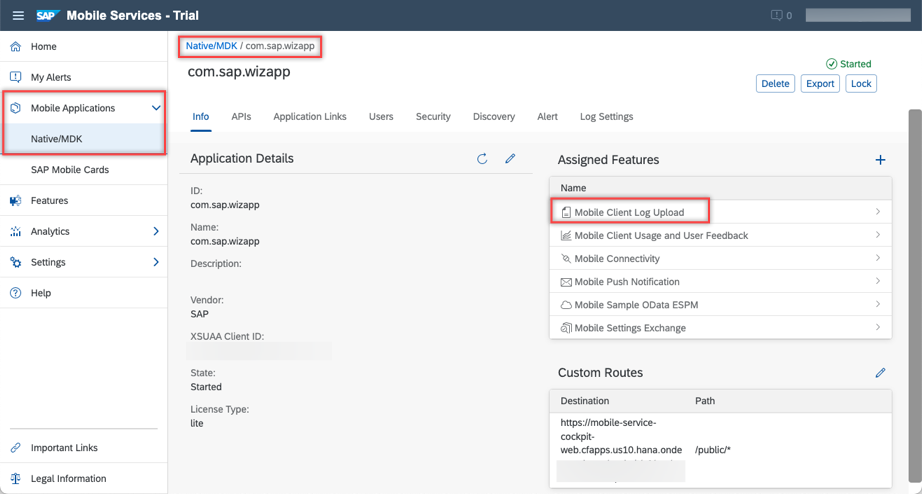 SAP Mobile Services - Trial
0
Home
My Alerts
Mobile Applications
Native/MDK
SAP Mobile Cards
Features
Analytics
Settings
Help
Important Links
Legal Information
Native/MDK / com.sap.wizapp
com.sap.wizapp
Started
Delete Export Lock
Info APIs Application Links Users Security Discovery Alert Log Settings
Application Details
ID:
com.sap.wizapp
Name:
com.sap.wizapp
Description:
Vendor:
SAP
XSUAA Client ID:
State:
Started
License Type:
lite
Assigned Features
Name
Mobile Client Log Upload
Mobile Client Usage and User Feedback
Mobile Connectivity
Mobile Push Notification
Mobile Sample OData ESPM
Mobile Settings Exchange
Custom Routes
Destination Path
https://mobile-service-
cockpit-
web.cfapps.us10.hana.onde /public/*